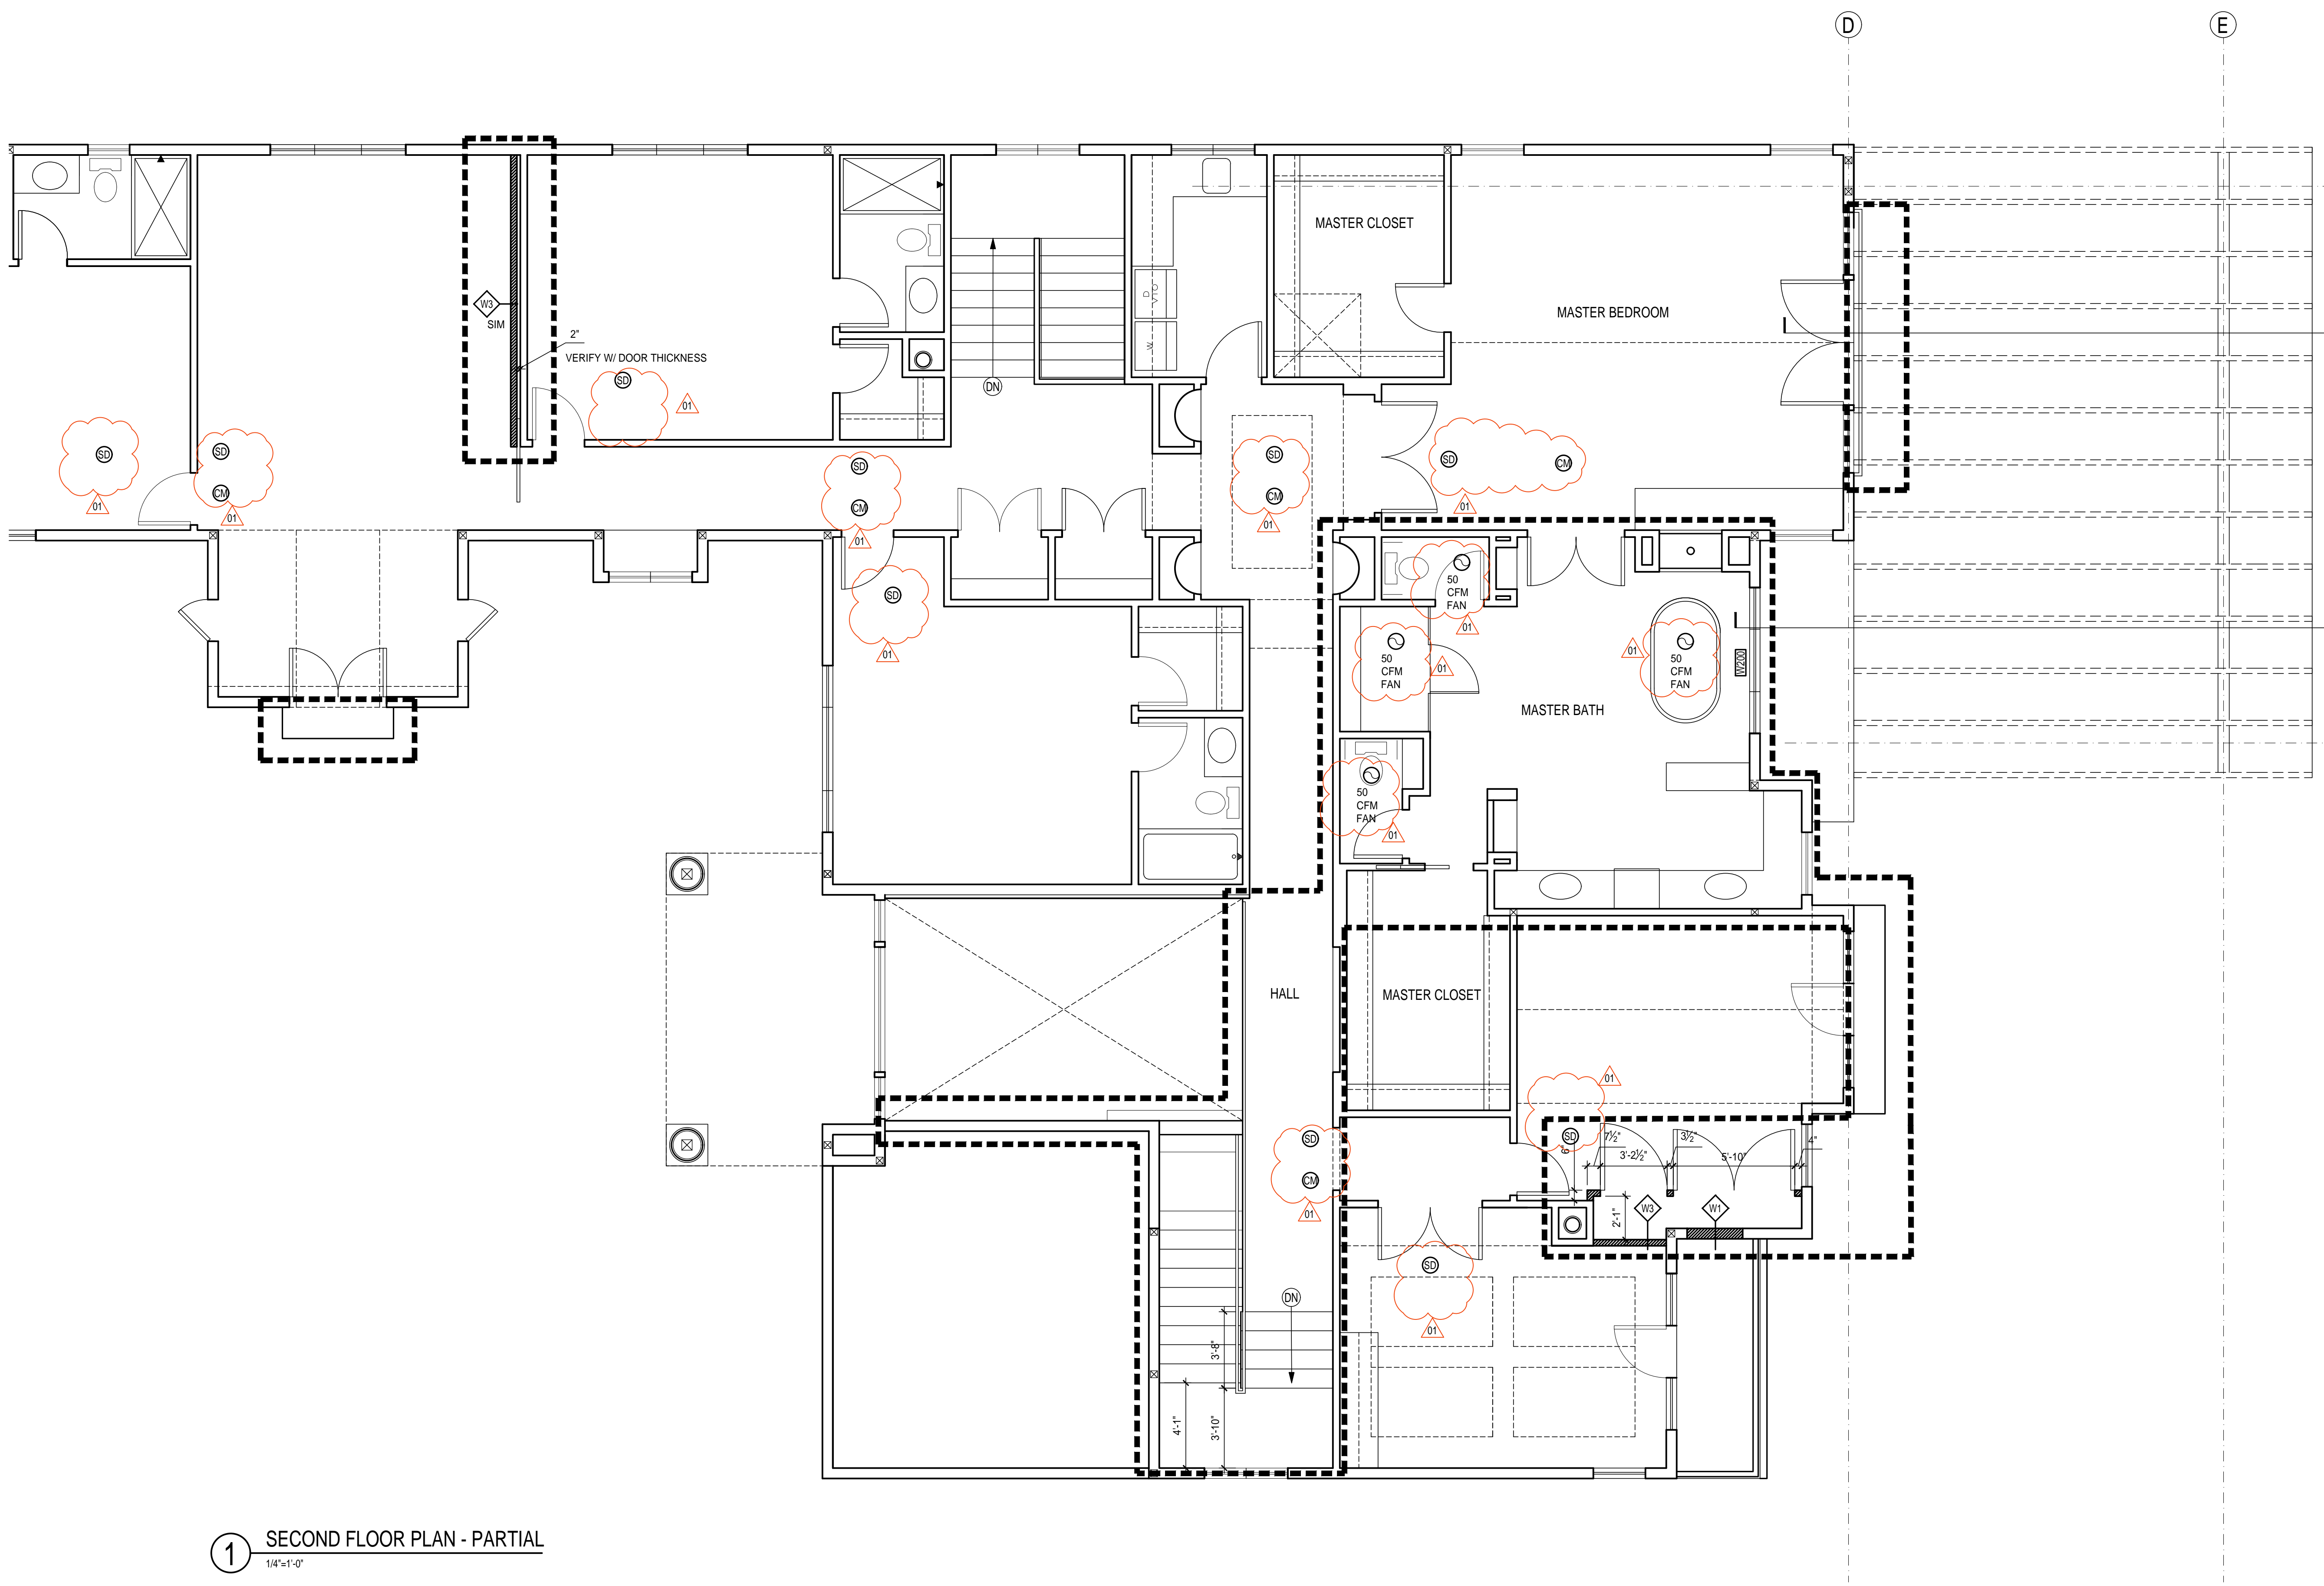 D
E
MASTER CLOSET
D
W
MASTER BEDROOM
W3
SIM
2"
VERIFY W/ DOOR THICKNESS
SD
01
DN
SD
01
SD
CM
01
SD
CM
01
SD
CM
01
SD
CM
01
SD
01
50
CFM
FAN
01
50
CFM
FAN
01
50
CFM
FAN
01
W200
MASTER BATH
50
CFM
FAN
01
HALL
MASTER CLOSET
01
SD
7½"
3½"
4"
3'-2½"
5'-10"
6"
2'-1"
W3
W1
SD
CM
01
SD
01
DN
3'-8"
4'-1"
3'-10"
1
SECOND FLOOR PLAN - PARTIAL
1/4"=1'-0"